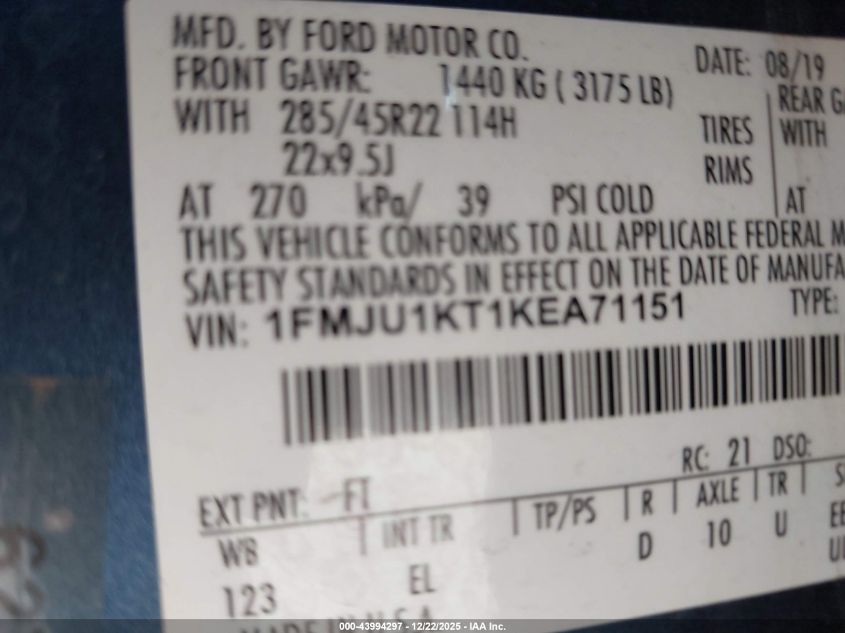 MFD. BY FORD MOTOR CO.
DATE: 08/19
FRONT GAWR: 1440 KG ( 3175 LB)
REAR G
WITH 285/45R22 114H TIRES
WITH
22x9.5J RIMS
AT 270 kPa/ 39 PSI COLD
AT
THIS VEHICLE CONFORMS TO ALL APPLICABLE FEDERAL M
SAFETY STANDARDS IN EFFECT ON THE DATE OF MANUFA
VIN: 1FMJU1KT1KEA71151
TYPE:
RC: 21 DSO:
EXT PNT: FT
WB INT TR TP/PS R AXLE TR S
123 EL D 10 U
MADE IN U.S.A.
000-43994297 - 12/22/2025 - IAA Inc.